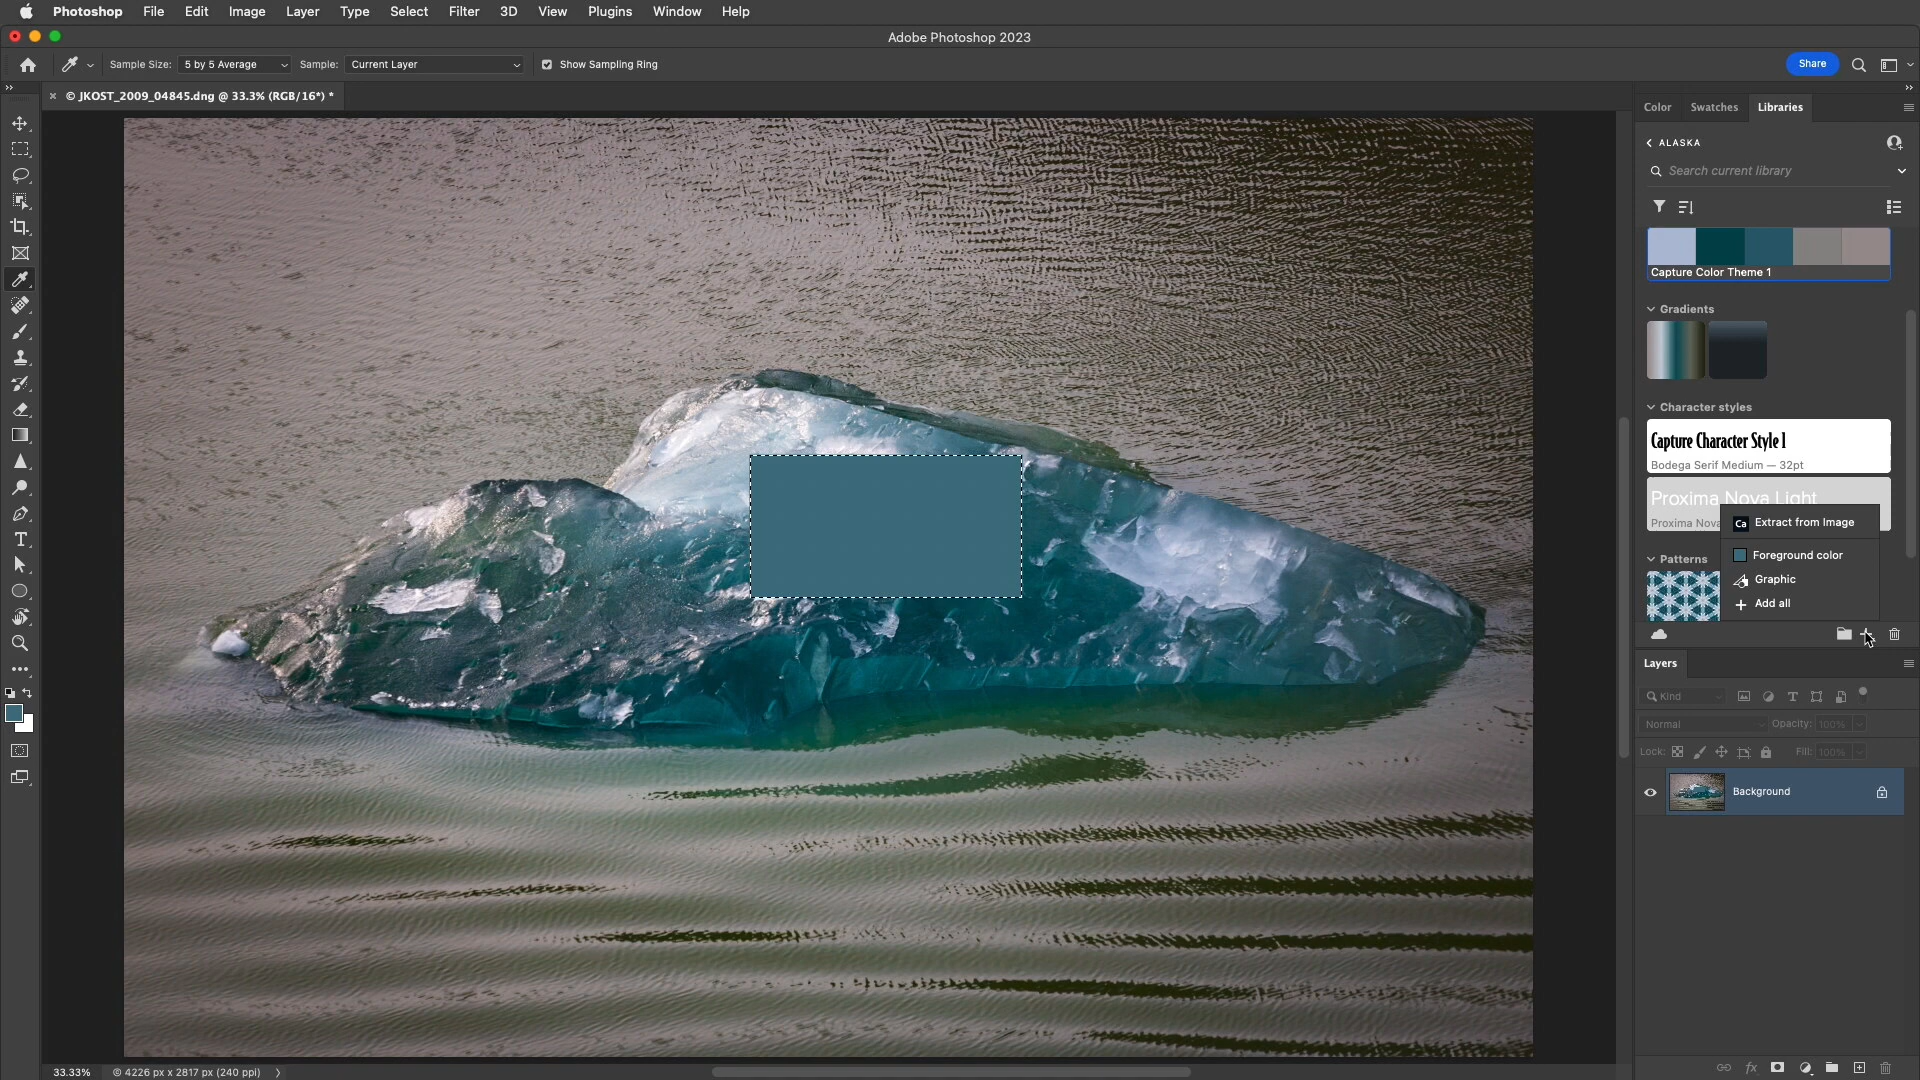 Photoshop File Edit Image Layer Type Select Filter 3D View Plugins Window Help
Adobe Photoshop 2023
Sample Size: 5 by 5 Average Sample: Current Layer Show Sampling Ring
Share
© JKOST_2009_04845.dng @ 33.3% (RGB/16*) *
Color Swatches Libraries
ALASKA
Search current library
Capture Color Theme 1
Gradients
Character styles
Capture Character Style 1
Bodega Serif Medium — 32pt
Proxima Nova Light
Proxima Nova
Ca Extract from Image
Foreground color
Patterns
Graphic
Add all
Layers
Kind
Normal Opacity: 100%
Lock: Fill: 100%
Background
fx
33.33% © 4226 px x 2817 px (240 ppi)